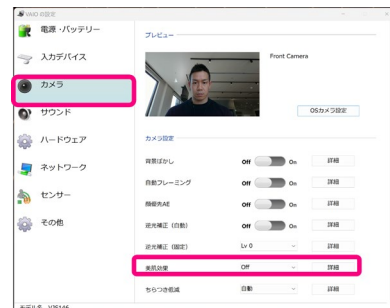 VAIO の設定
電源・バッテリー
入力デバイス
カメラ
サウンド
ハードウェア
ネットワーク
センサー
その他
プレビュー
Front Camera
OSカメラ設定
カメラ設定
背景ぼかし Off On 詳細
自動フレーミング Off On 詳細
顔優先AE Off On 詳細
逆光補正（自動） Off On 詳細
逆光補正（固定） Lv 0 詳細
美肌効果 Off 詳細
ちらつき低減 自動 詳細
モデル名 VJS146